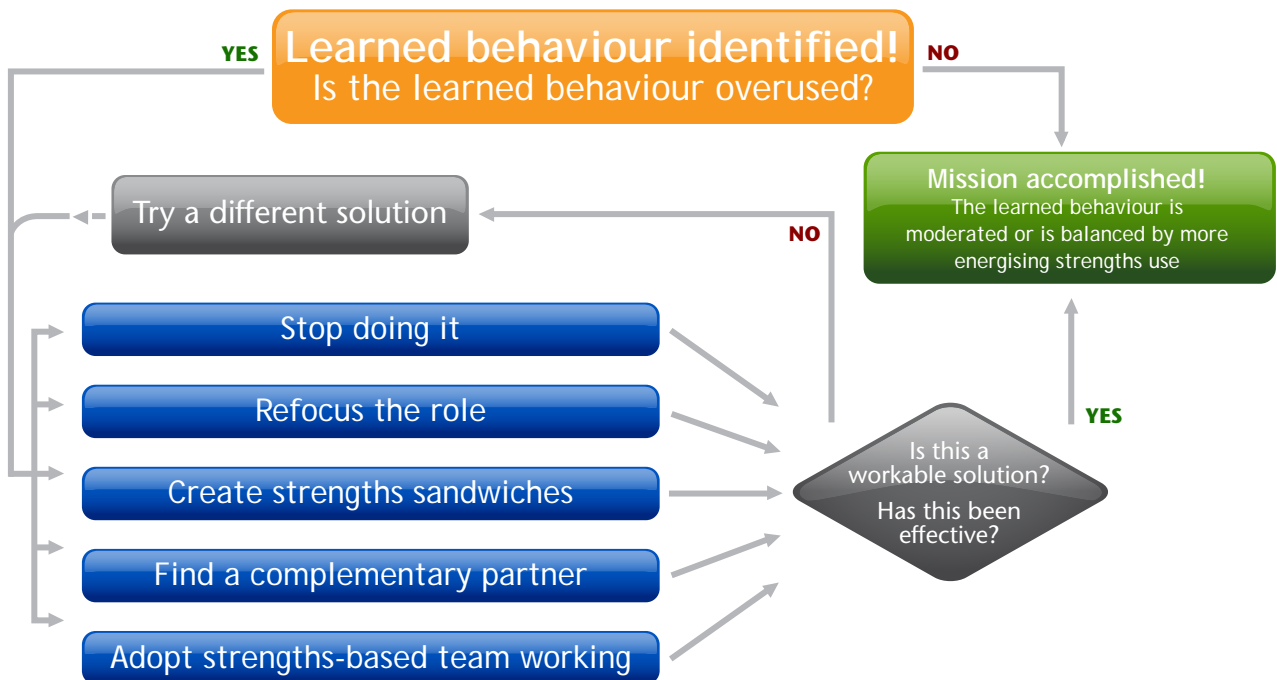 YES
Learned behaviour identified!
NO
Is the learned behaviour overused?
Mission accomplished!
The learned behaviour is
moderated or is balanced by more
energising strengths use
Try a different solution
NO
Stop doing it
Refocus the role
Create strengths sandwiches
Find a complementary partner
Adopt strengths-based team working
YES
Is this a
workable solution?
Has this been
effective?